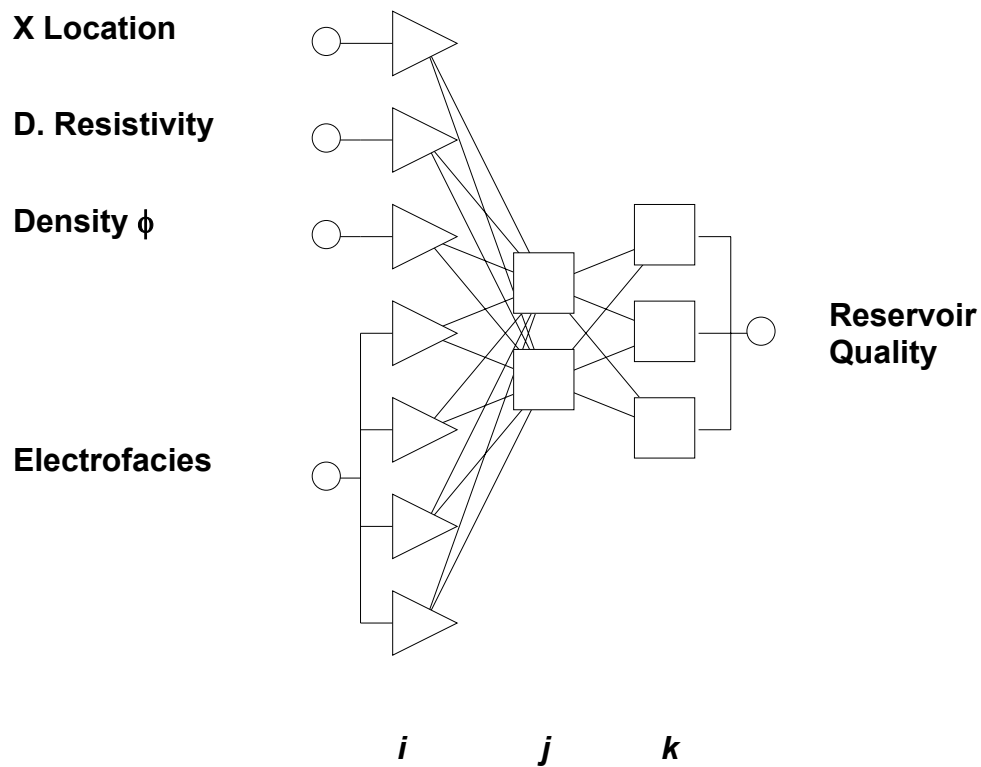 X Location
D. Resistivity
Density ϕ
Reservoir
Quality
Electrofacies
i
j
k